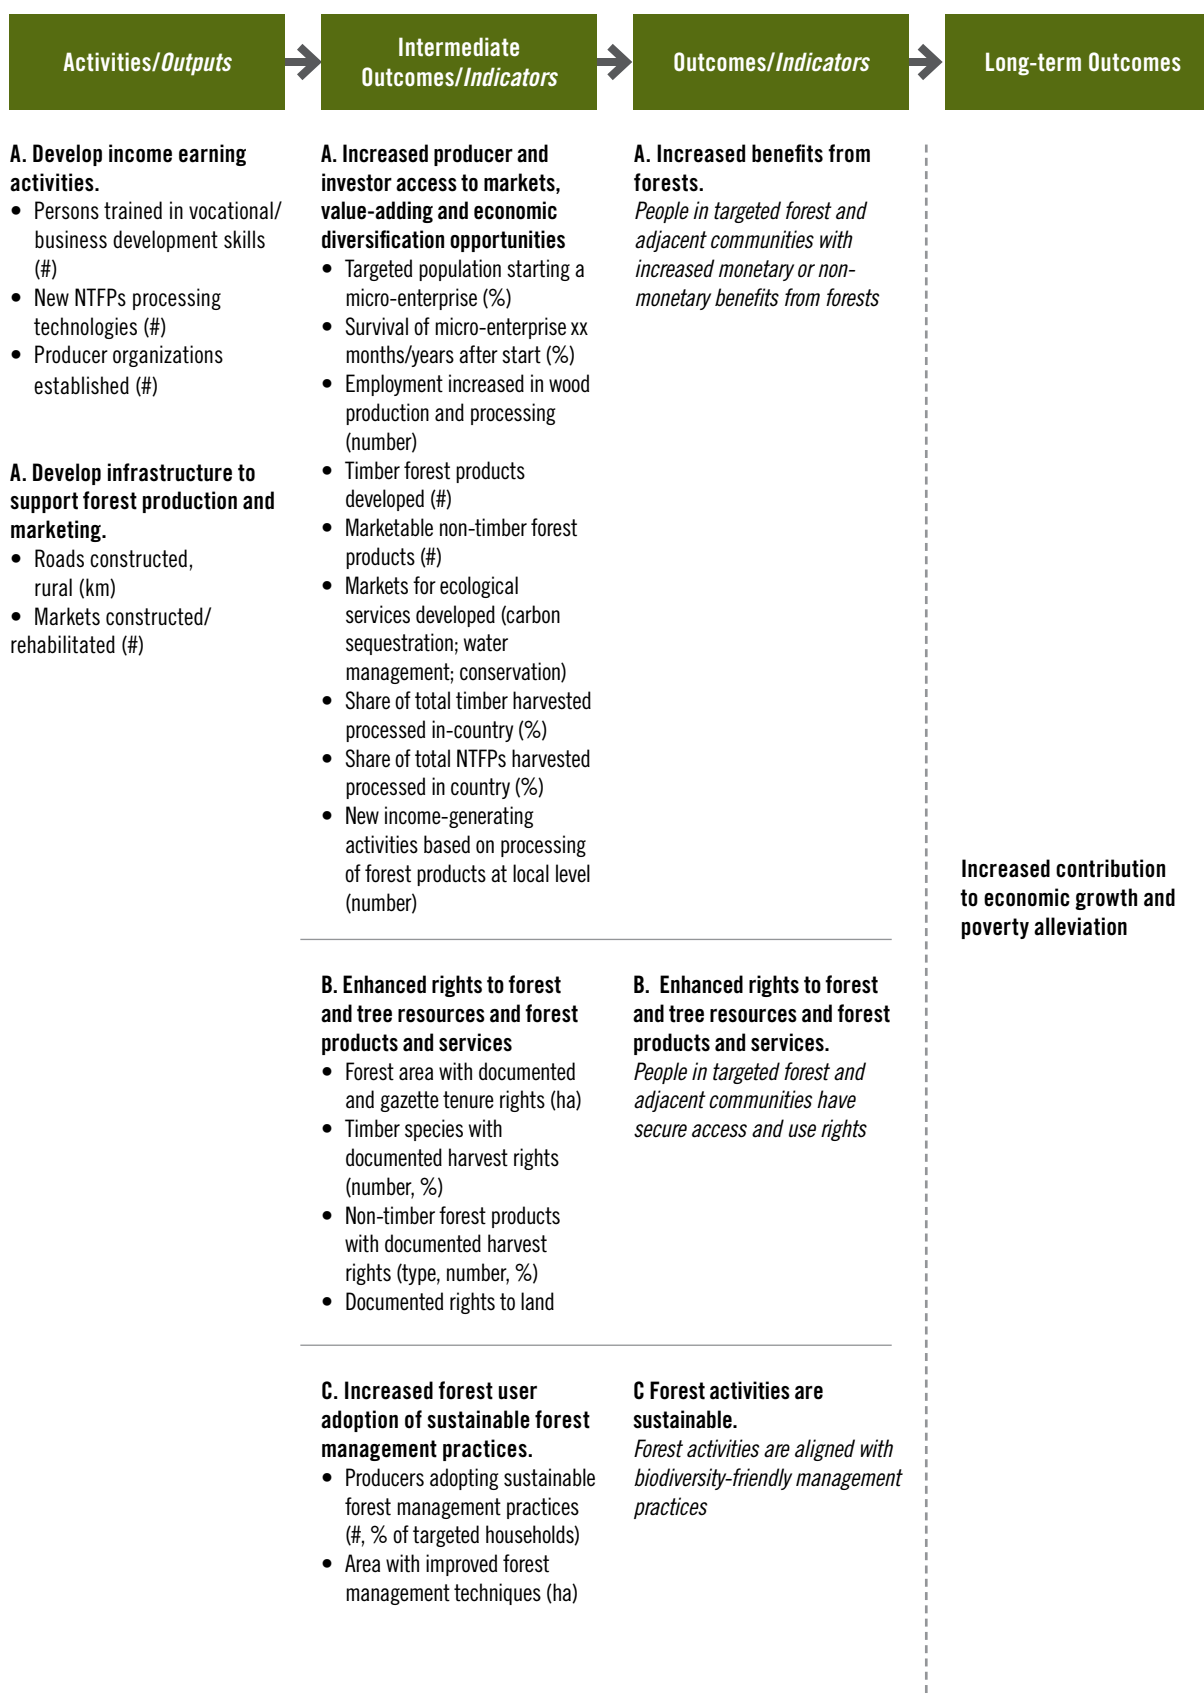 Activities/Outputs
Intermediate
Outcomes/Indicators
Outcomes/Indicators
Long-term Outcomes
A. Develop income earning
activities.
• Persons trained in vocational/
business development skills
(#)
• New NTFPs processing
technologies (#)
• Producer organizations
established (#)
A. Develop infrastructure to
support forest production and
marketing.
• Roads constructed,
rural (km)
• Markets constructed/
rehabilitated (#)
A. Increased producer and
investor access to markets,
value-adding and economic
diversification opportunities
• Targeted population starting a
micro-enterprise (%)
• Survival of micro-enterprise xx
months/years after start (%)
• Employment increased in wood
production and processing
(number)
• Timber forest products
developed (#)
• Marketable non-timber forest
products (#)
• Markets for ecological
services developed (carbon
sequestration; water
management; conservation)
• Share of total timber harvested
processed in-country (%)
• Share of total NTFPs harvested
processed in country (%)
• New income-generating
activities based on processing
of forest products at local level
(number)
A. Increased benefits from
forests.
People in targeted forest and
adjacent communities with
increased monetary or non-
monetary benefits from forests
B. Enhanced rights to forest
and tree resources and forest
products and services
• Forest area with documented
and gazette tenure rights (ha)
• Timber species with
documented harvest rights
(number, %)
• Non-timber forest products
with documented harvest
rights (type, number, %)
• Documented rights to land
B. Enhanced rights to forest
and tree resources and forest
products and services.
People in targeted forest and
adjacent communities have
secure access and use rights
C. Increased forest user
adoption of sustainable forest
management practices.
• Producers adopting sustainable
forest management practices
(#, % of targeted households)
• Area with improved forest
management techniques (ha)
C Forest activities are
sustainable.
Forest activities are aligned with
biodiversity-friendly management
practices
Increased contribution
to economic growth and
poverty alleviation